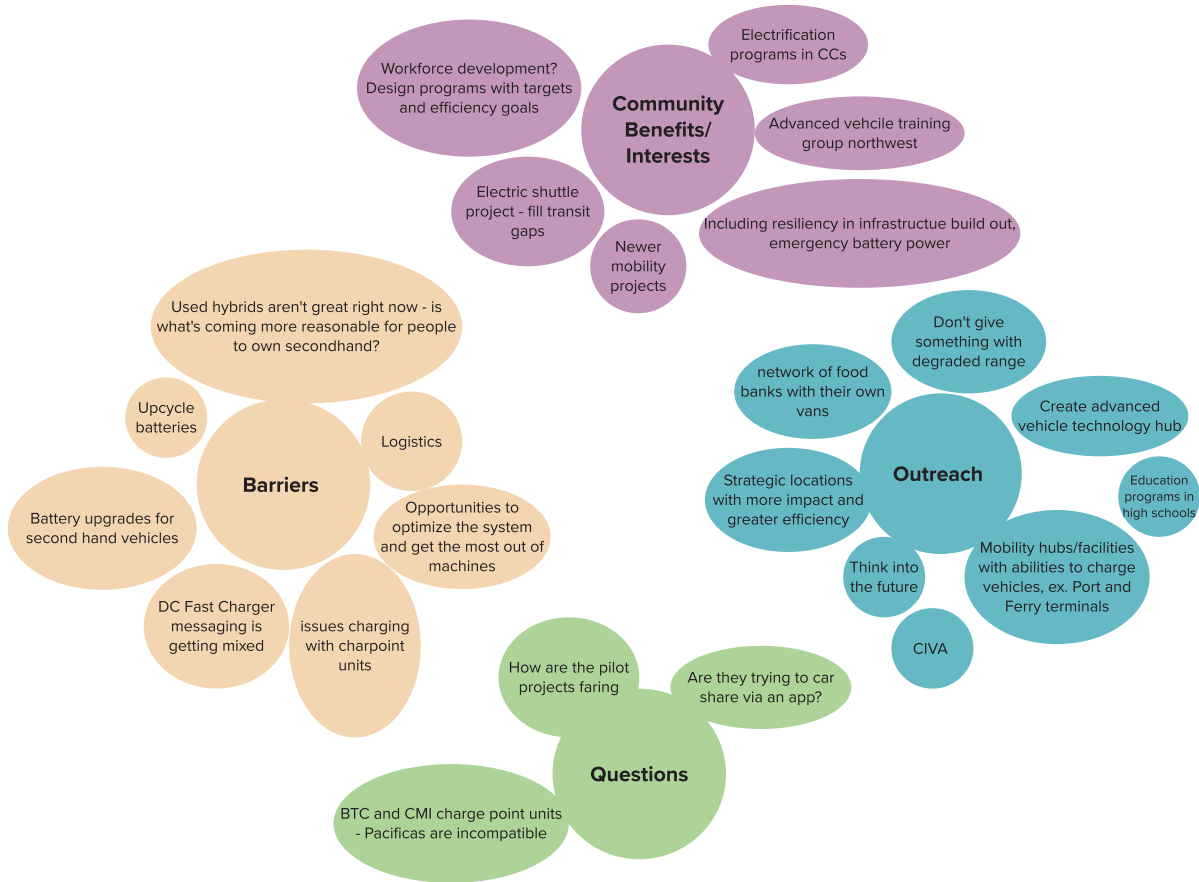 Electrification
programs in CCs
Workforce development?
Design programs with targets
and efficiency goals
Community
Benefits/
Interests
Advanced vehcile training
group northwest
Electric shuttle
project - fill transit
gaps
Including resiliency in infrastructue build out,
emergency battery power
Newer
mobility
projects
Used hybrids aren't great right now - is
what's coming more reasonable for people
to own secondhand?
Upcycle
batteries
Logistics
Barriers
Battery upgrades for
second hand vehicles
Opportunities to
optimize the system
and get the most out of
machines
DC Fast Charger
messaging is
getting mixed
issues charging
with charpoint
units
Don't give
something with
degraded range
network of food
banks with their own
vans
Create advanced
vehicle technology hub
Outreach
Strategic locations
with more impact and
greater efficiency
Education
programs in
high schools
Mobility hubs/facilities
with abilities to charge
vehicles, ex. Port and
Ferry terminals
Think into
the future
CIVA
How are the pilot
projects faring
Are they trying to car
share via an app?
Questions
BTC and CMI charge point units
- Pacificas are incompatible